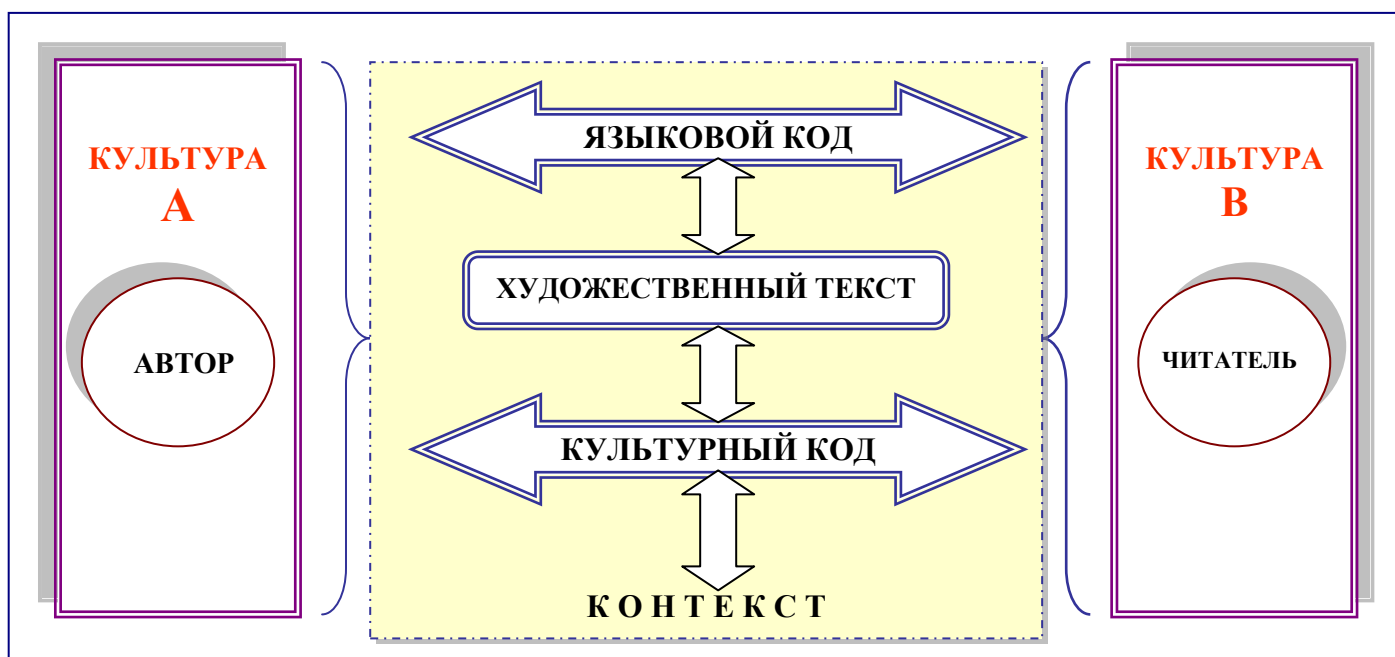 КУЛЬТУРА
А
АВТОР
ЯЗЫКОВОЙ КОД
ХУДОЖЕСТВЕННЫЙ ТЕКСТ
КУЛЬТУРНЫЙ КОД
К О Н Т Е К С Т
КУЛЬТУРА
В
ЧИТАТЕЛЬ